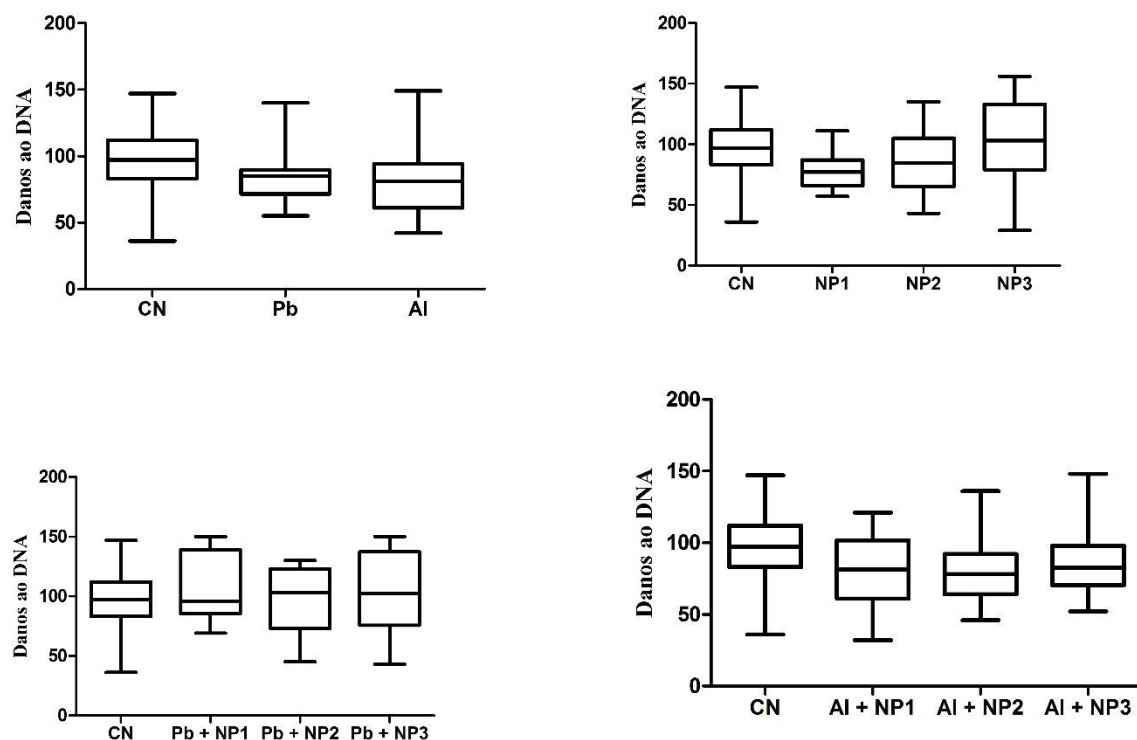 Danos ao DNA
200
150
100
50
0
CN Pb Al
Danos ao DNA
200
150
100
50
0
CN NP1 NP2 NP3
Danos ao DNA
200
150
100
50
0
CN Pb + NP1 Pb + NP2 Pb + NP3
Danos ao DNA
200
150
100
50
0
CN Al + NP1 Al + NP2 Al + NP3